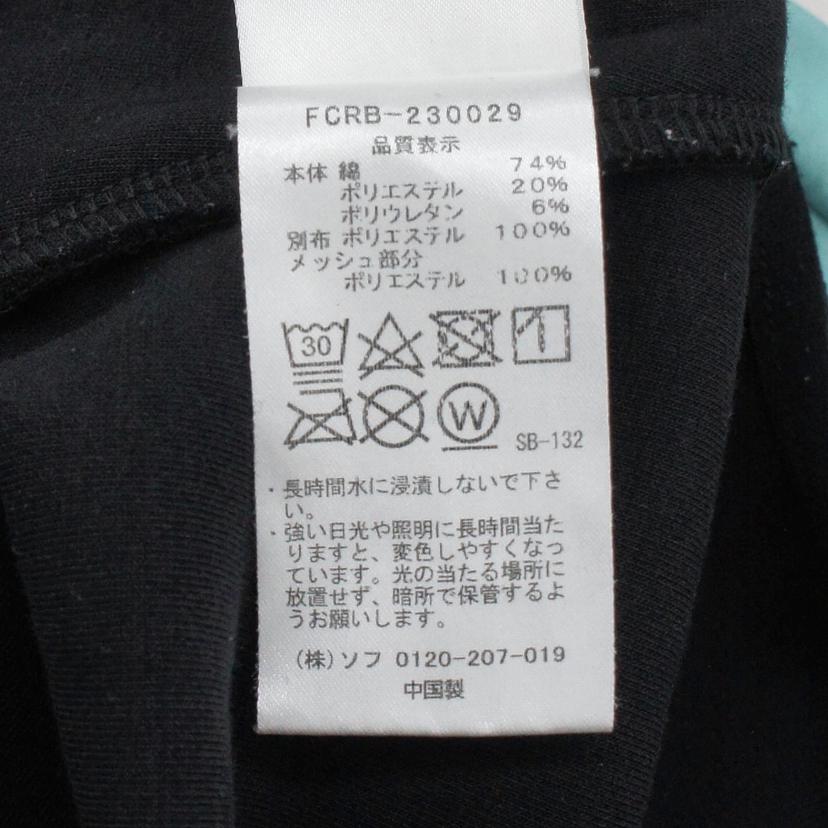 FCRB-230029
品質表示
本体 綿 74%
ポリエステル 20%
ポリウレタン 6%
別布 ポリエステル 100%
メッシュ部分
ポリエステル 100%
30
W SB-132
・長時間水に浸漬しないで下さ
い。
・強い日光や照明に長時間当た
りますと、変色しやすくなっ
ています。光の当たる場所に
放置せず、暗所で保管するよ
うお願いします。
(株)ソフ 0120-207-019
中国製